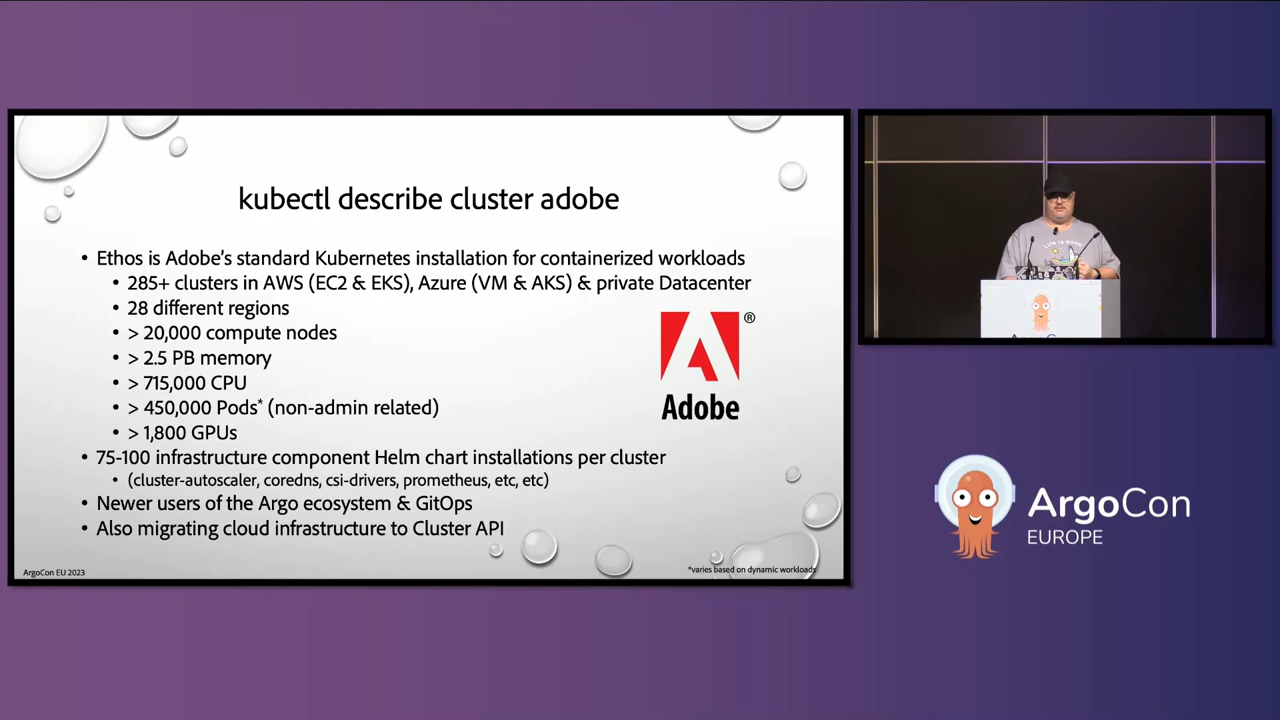 kubectl describe cluster adobe
• Ethos is Adobe's standard Kubernetes installation for containerized workloads
• 285+ clusters in AWS (EC2 & EKS), Azure (VM & AKS) & private Datacenter
• 28 different regions
• > 20,000 compute nodes
• > 2.5 PB memory
• > 715,000 CPU
• > 450,000 Pods* (non-admin related)
• > 1,800 GPUs
®
Adobe
• 75-100 infrastructure component Helm chart installations per cluster
• (cluster-autoscaler, coredns, csi-drivers, prometheus, etc, etc)
• Newer users of the Argo ecosystem & GitOps
• Also migrating cloud infrastructure to Cluster API
ArgoCon EU 2023
*varies based on dynamic workloads
LIFE IS GOOD
ArgoCon
EUROPE